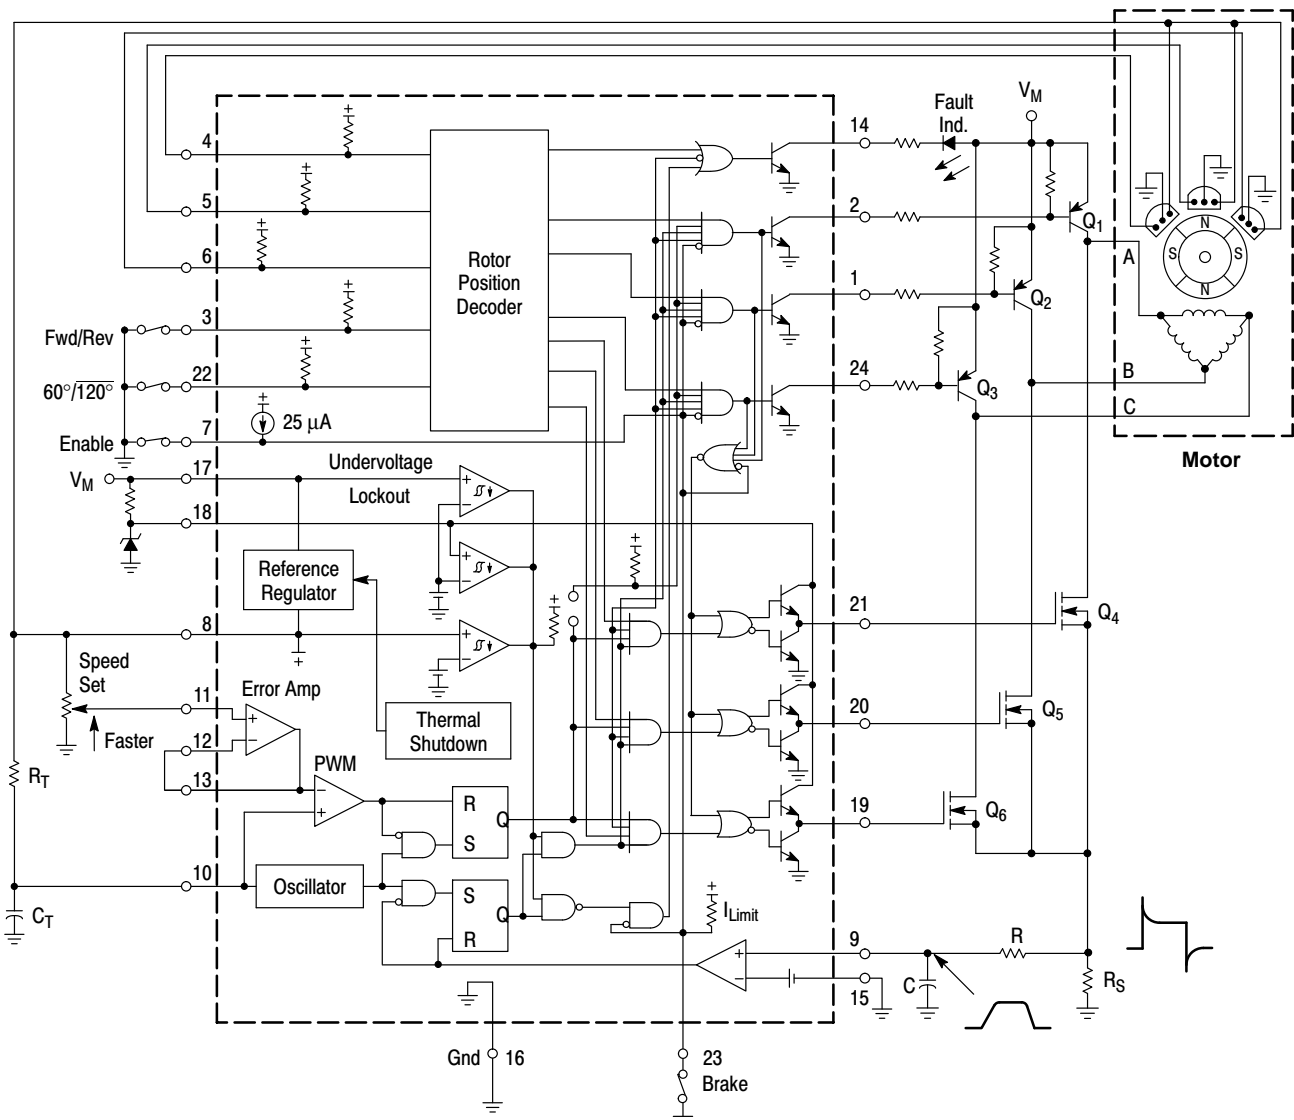 V_M
Fault
Ind.
14
4
N
S
S
N
2
5
Q1
A
6
Rotor
Position
Decoder
1
Q2
3
Fwd/Rev
24
60°/120°
22
Q3
B
C
25 µA
7
Enable
Motor
Undervoltage
Lockout
V_M
17
+
−
18
Reference
Regulator
+
−
21
Q4
8
+
−
+
Speed
Set
Error Amp
11
Faster
12
+
−
Thermal
Shutdown
20
Q5
R_T
13
PWM
−
+
R
S
Q
19
Q6
10
Oscillator
S
R
Q
C_T
I_Limit
9
+
−
R
C
15
R_S
Gnd 16
23
Brake